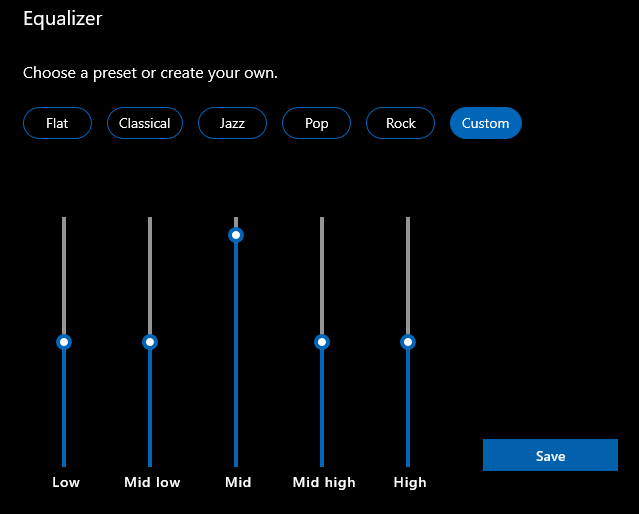 Equalizer
Choose a preset or create your own.
Flat Classical Jazz Pop Rock Custom
Save
Low Mid low Mid Mid high High